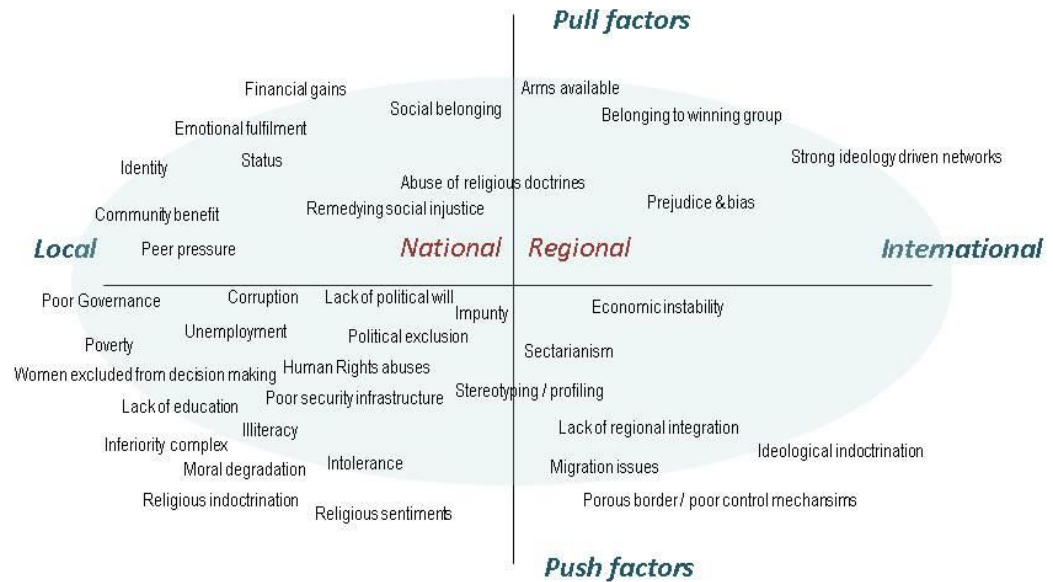 Pull factors
Financial gains
Arms available
Social belonging
Belonging to winning group
Emotional fulfilment
Status
Strong ideology driven networks
Identity
Abuse of religious doctrines
Prejudice & bias
Remedying social injustice
Community benefit
Local
Peer pressure
National
Regional
International
Poor Governance
Corruption
Lack of political will
Impunty
Economic instability
Unemployment
Political exclusion
Poverty
Sectarianism
Women excluded from decision making
Human Rights abuses
Stereotyping / profiling
Poor security infrastructure
Lack of education
Illiteracy
Lack of regional integration
Inferiority complex
Ideological indoctrination
Moral degradation
Intolerance
Migration issues
Religious indoctrination
Porous border / poor control mechansims
Religious sentiments
Push factors